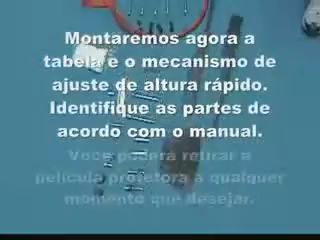 Montaremos agora a
tabela e o mecanismo de
ajuste de altura rápido.
Identifique as partes de
acordo com o manual.
Você poderá retirar a
película protetora a qualquer
momento que desejar.